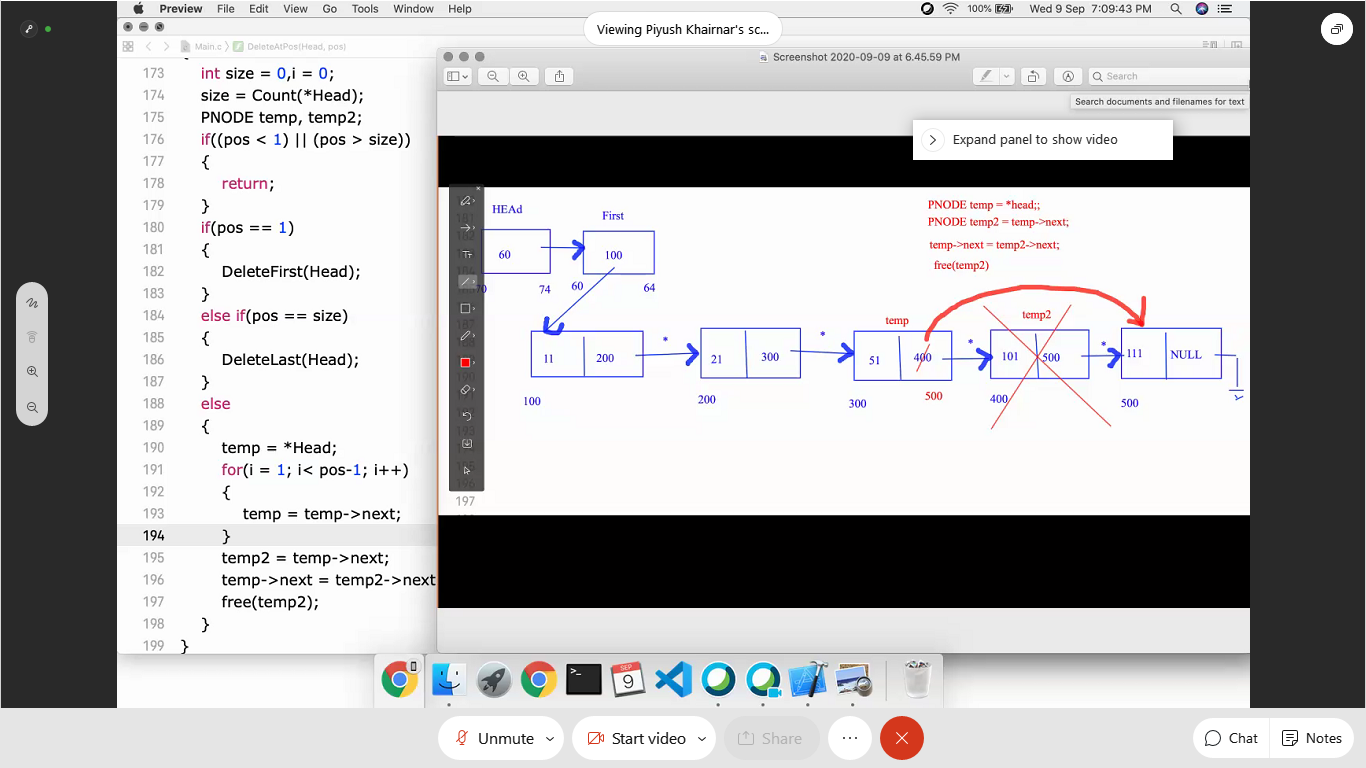 Preview File Edit View Go Tools Window Help
100% Wed 9 Sep 7:09:43 PM
Viewing Piyush Khairnar's sc...
Main.c DeleteAtPos(Head, pos)
Screenshot 2020-09-09 at 6.45.59 PM
Search
Search documents and filenames for text
Expand panel to show video
173 int size = 0,i = 0;
174 size = Count(*Head);
175 PNODE temp, temp2;
176 if((pos < 1) || (pos > size))
177 {
178 return;
179 }
180 if(pos == 1)
181 {
182 DeleteFirst(Head);
183 }
184 else if(pos == size)
185 {
186 DeleteLast(Head);
187 }
188 else
189 {
190 temp = *Head;
191 for(i = 1; i< pos-1; i++)
192 {
193 temp = temp->next;
194 }
195 temp2 = temp->next;
196 temp->next = temp2->next
197 free(temp2);
198 }
199 }
HEAd First
60 100
74 60 64
PNODE temp = *head;;
PNODE temp2 = temp->next;
temp->next = temp2->next;
free(temp2)
temp temp2
* * * *
11 200 21 300 51 400 101 500 111 NULL
100 200 300 500 400 500
197
SEP
9
Unmute Start video Share Chat Notes